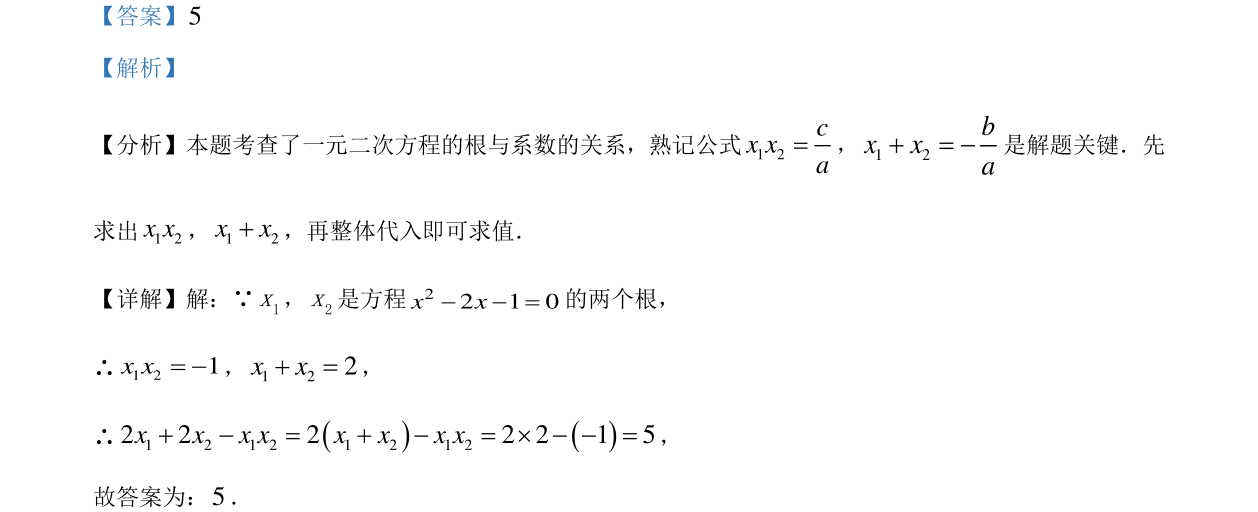 【答案】5
【解析】
【分析】本题考查了一元二次方程的根与系数的关系，熟记公式 x₁x₂ = c/a ， x₁ + x₂ = −b/a 是解题关键．先
求出 x₁x₂ ， x₁ + x₂ ，再整体代入即可求值．
【详解】解：∵ x₁ ， x₂ 是方程 x² − 2x − 1 = 0 的两个根，
∴ x₁x₂ = −1 ， x₁ + x₂ = 2 ，
∴ 2x₁ + 2x₂ − x₁x₂ = 2(x₁ + x₂) − x₁x₂ = 2×2−(−1) = 5 ，
故答案为：5 ．